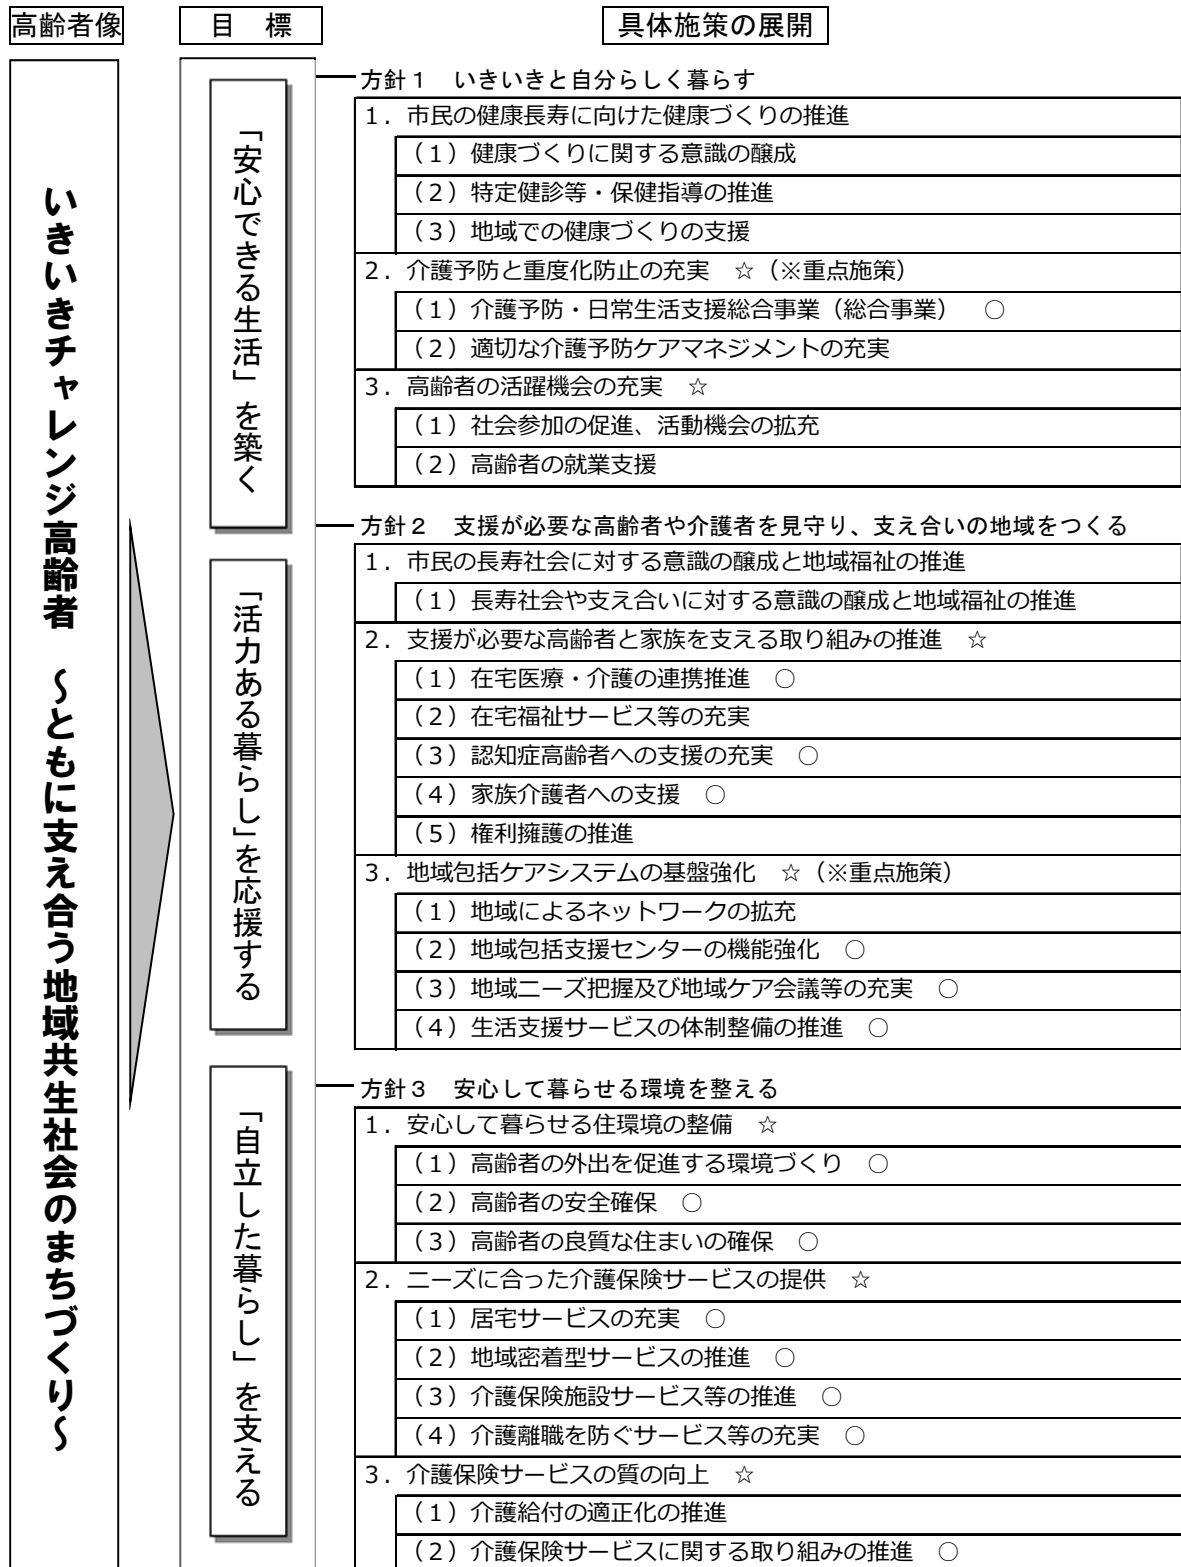 高齢者像
目　標
具体施策の展開
いきいきチャレンジ高齢者　～ともに支え合う地域共生社会のまちづくり～
「安心できる生活」を築く
「活力ある暮らし」を応援する
「自立した暮らし」を支える
方針１　いきいきと自分らしく暮らす
１．市民の健康長寿に向けた健康づくりの推進
（１）健康づくりに関する意識の醸成
（２）特定健診等・保健指導の推進
（３）地域での健康づくりの支援
２．介護予防と重度化防止の充実　☆（※重点施策）
（１）介護予防・日常生活支援総合事業（総合事業）　○
（２）適切な介護予防ケアマネジメントの充実
３．高齢者の活躍機会の充実　☆
（１）社会参加の促進、活動機会の拡充
（２）高齢者の就業支援
方針２　支援が必要な高齢者や介護者を見守り、支え合いの地域をつくる
１．市民の長寿社会に対する意識の醸成と地域福祉の推進
（１）長寿社会や支え合いに対する意識の醸成と地域福祉の推進
２．支援が必要な高齢者と家族を支える取り組みの推進　☆
（１）在宅医療・介護の連携推進　○
（２）在宅福祉サービス等の充実
（３）認知症高齢者への支援の充実　○
（４）家族介護者への支援　○
（５）権利擁護の推進
３．地域包括ケアシステムの基盤強化　☆（※重点施策）
（１）地域によるネットワークの拡充
（２）地域包括支援センターの機能強化　○
（３）地域ニーズ把握及び地域ケア会議等の充実　○
（４）生活支援サービスの体制整備の推進　○
方針３　安心して暮らせる環境を整える
１．安心して暮らせる住環境の整備　☆
（１）高齢者の外出を促進する環境づくり　○
（２）高齢者の安全確保　○
（３）高齢者の良質な住まいの確保　○
２．ニーズに合った介護保険サービスの提供　☆
（１）居宅サービスの充実　○
（２）地域密着型サービスの推進　○
（３）介護保険施設サービス等の推進　○
（４）介護離職を防ぐサービス等の充実　○
３．介護保険サービスの質の向上　☆
（１）介護給付の適正化の推進
（２）介護保険サービスに関する取り組みの推進　○